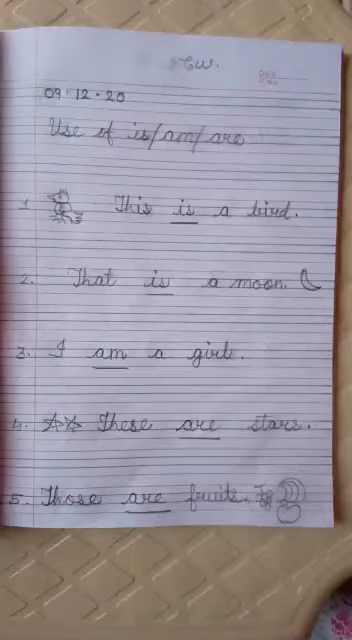 C.W.
Date
09.12.20
Use of is/am/are
1. This is a bird.
2. That is a moon.
3. I am a girl.
4. These are stars.
5. Those are fruits.